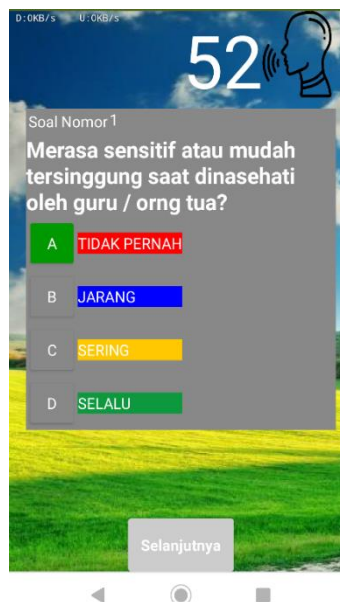 D:0KB/s U:0KB/s
52
Soal Nomor 1
Merasa sensitif atau mudah
tersinggung saat dinasehati
oleh guru / orng tua?
A TIDAK PERNAH
B JARANG
C SERING
D SELALU
Selanjutnya